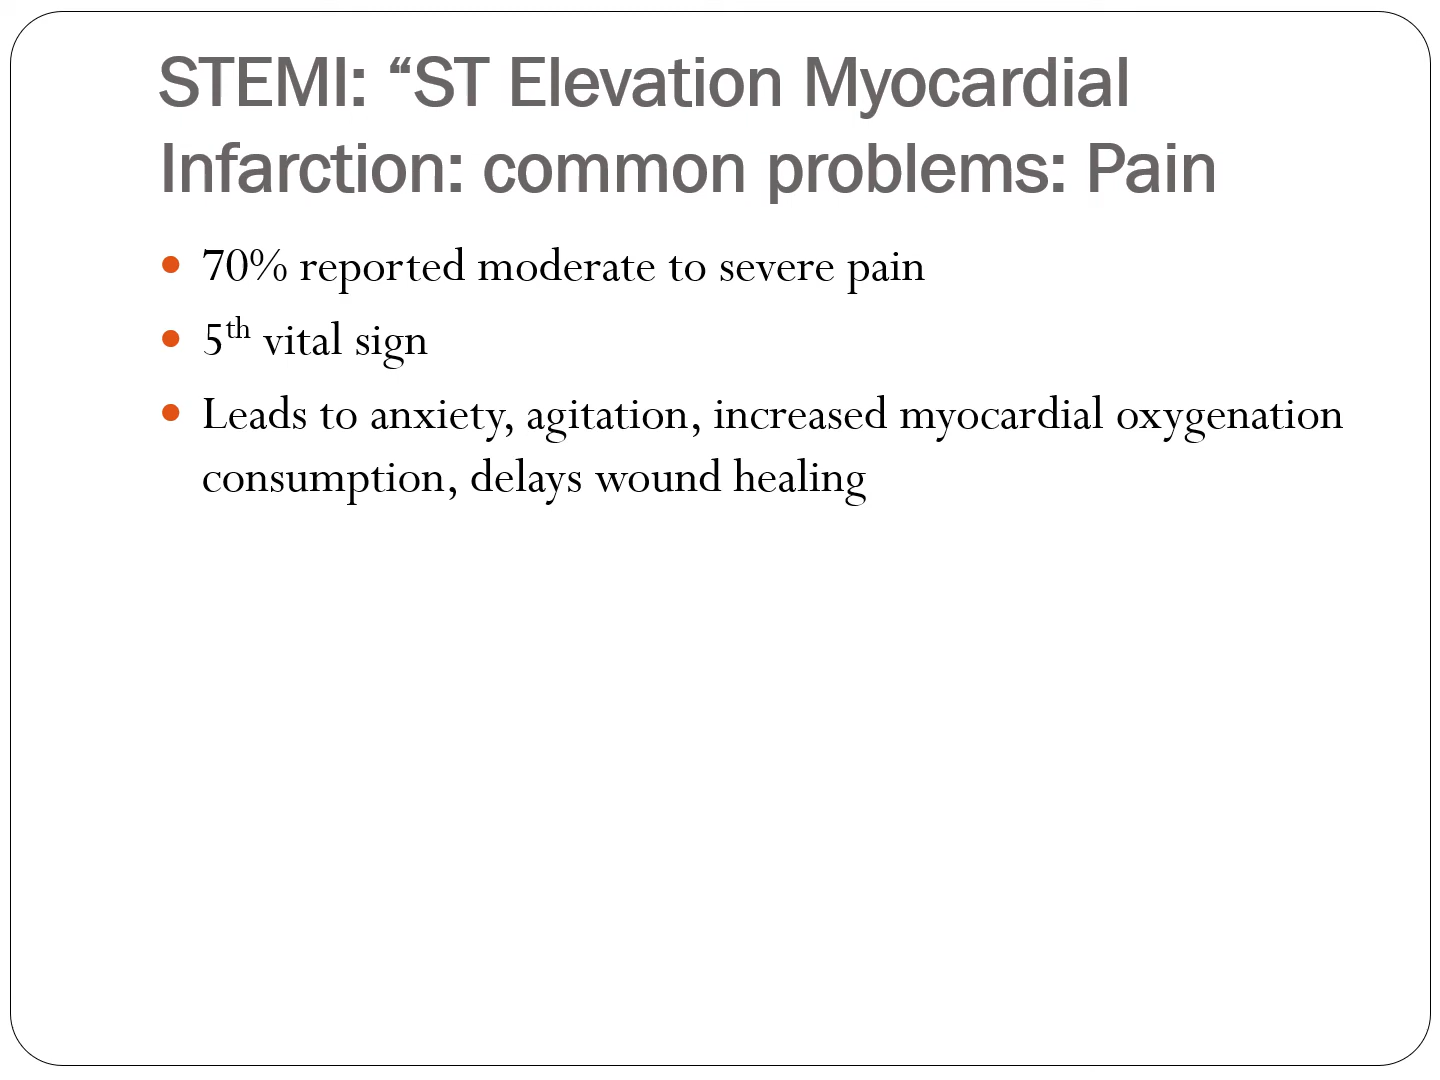 STEMI: “ST Elevation Myocardial
Infarction: common problems: Pain
• 70% reported moderate to severe pain
• 5th vital sign
• Leads to anxiety, agitation, increased myocardial oxygenation
consumption, delays wound healing